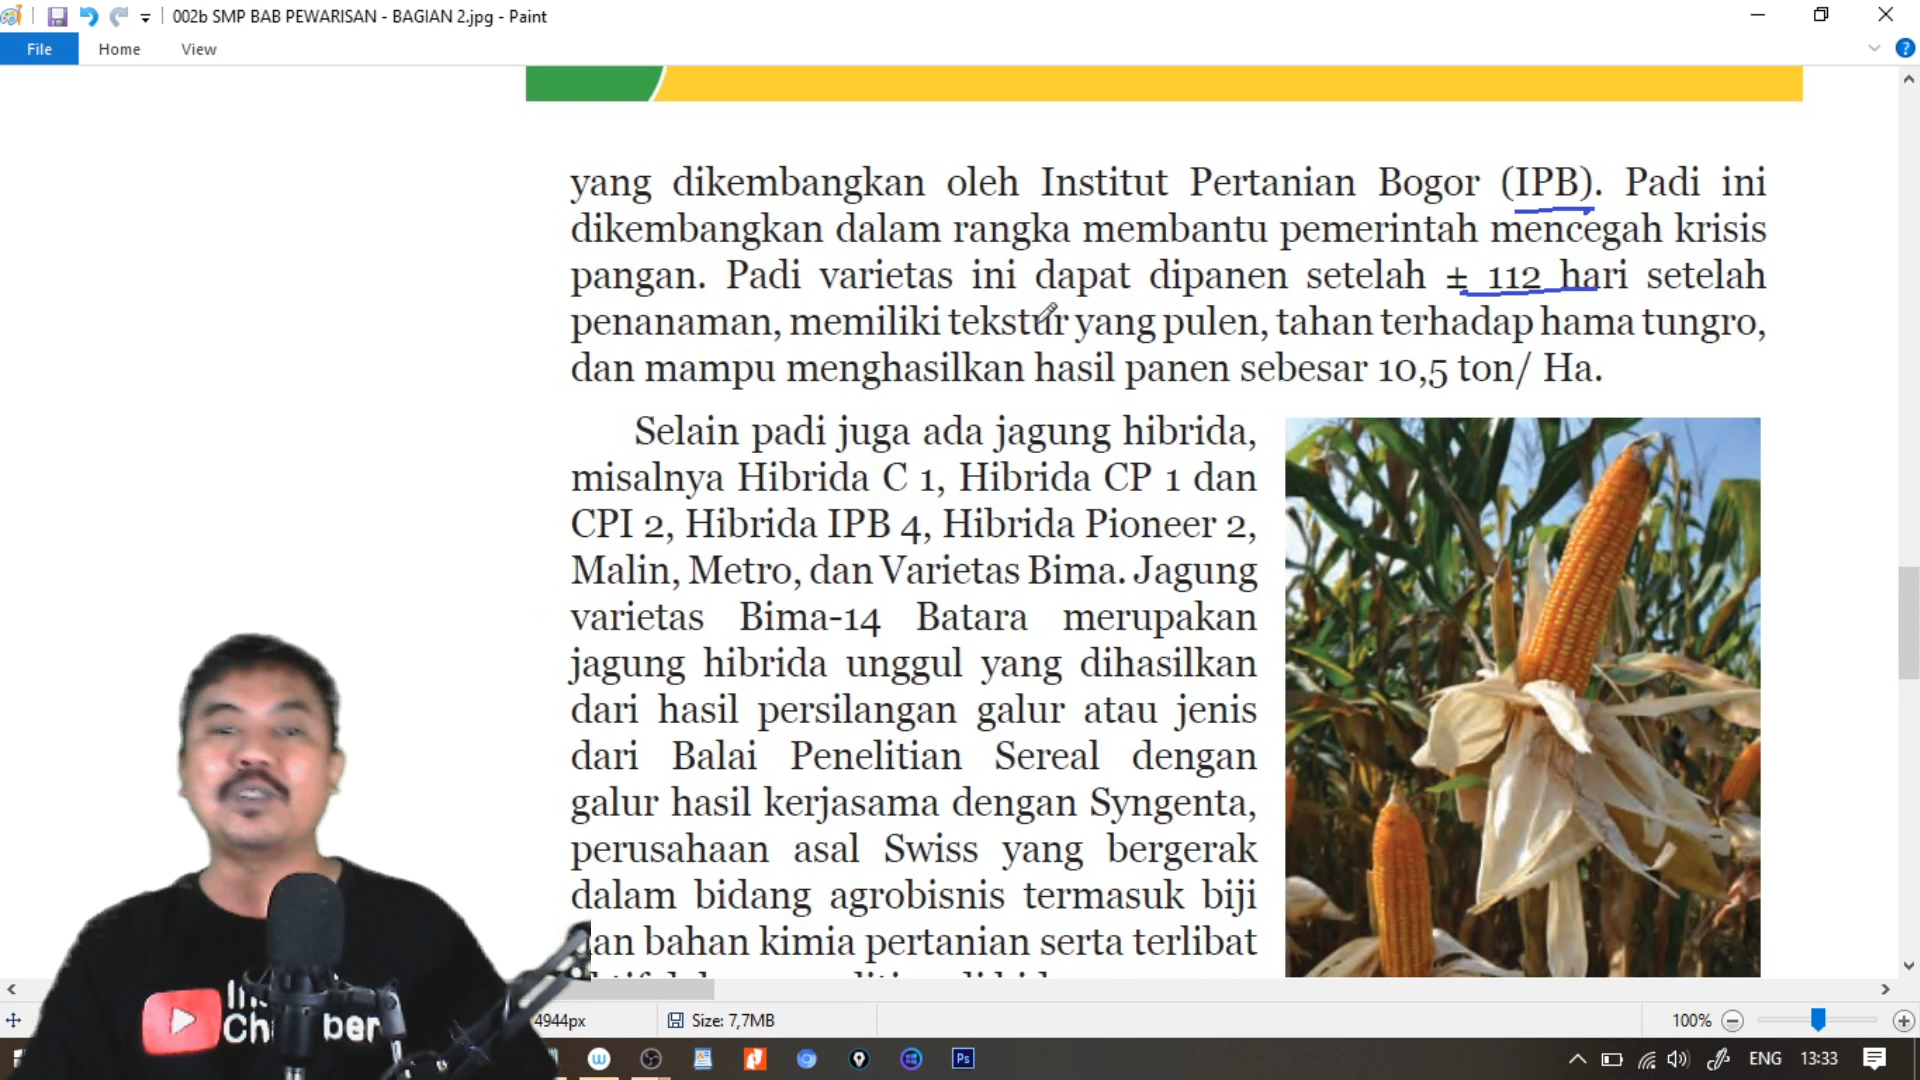 002b SMP BAB PEWARISAN - BAGIAN 2.jpg - Paint
File Home View
yang dikembangkan oleh Institut Pertanian Bogor (IPB). Padi ini
dikembangkan dalam rangka membantu pemerintah mencegah krisis
pangan. Padi varietas ini dapat dipanen setelah ± 112 hari setelah
penanaman, memiliki tekstur yang pulen, tahan terhadap hama tungro,
dan mampu menghasilkan hasil panen sebesar 10,5 ton/ Ha.
Selain padi juga ada jagung hibrida,
misalnya Hibrida C 1, Hibrida CP 1 dan
CPI 2, Hibrida IPB 4, Hibrida Pioneer 2,
Malin, Metro, dan Varietas Bima. Jagung
varietas Bima-14 Batara merupakan
jagung hibrida unggul yang dihasilkan
dari hasil persilangan galur atau jenis
dari Balai Penelitian Sereal dengan
galur hasil kerjasama dengan Syngenta,
perusahaan asal Swiss yang bergerak
dalam bidang agrobisnis termasuk biji
dan bahan kimia pertanian serta terlibat
4944px Size: 7,7MB 100%
ENG 13:33
Ps